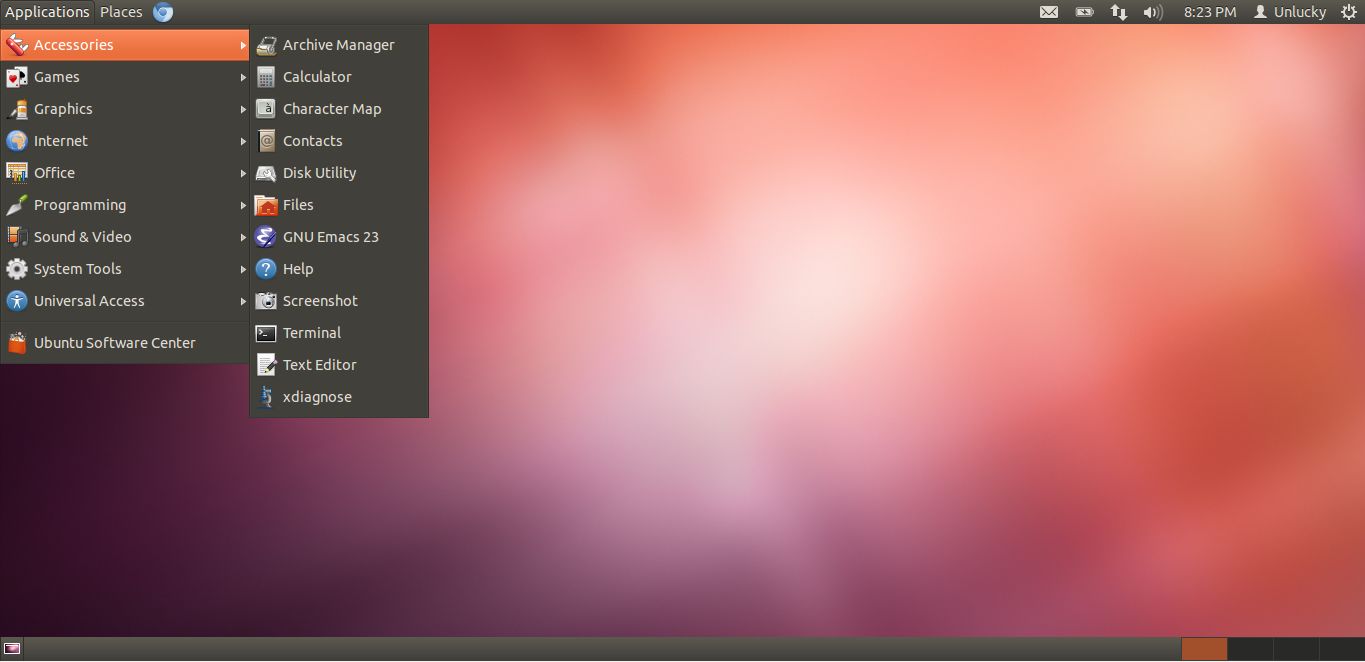 Applications Places 8:23 PM Unlucky
Accessories
Games
Graphics
Internet
Office
Programming
Sound & Video
System Tools
Universal Access
Ubuntu Software Center
Archive Manager
Calculator
Character Map
Contacts
Disk Utility
Files
GNU Emacs 23
Help
Screenshot
Terminal
Text Editor
xdiagnose